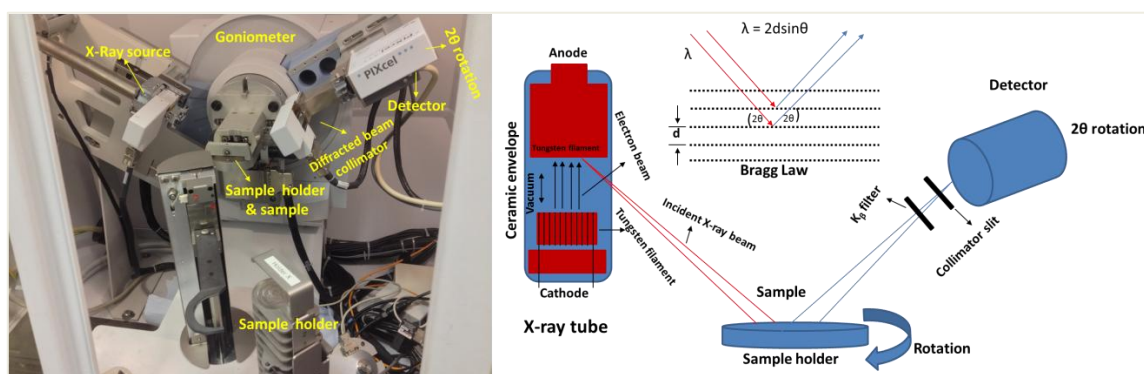 Goniometer
X-Ray source
PIXcel
2θ rotation
Detector
Diffracted beam
collimator
Sample holder
& sample
Sample holder
λ = 2dsinθ
λ
2θ
2θ
d
Bragg Law
Anode
Tungsten filament
Ceramic envelope
Vacuum
Electron beam
Tungsten filament
Cathode
X-ray tube
Incident X-ray beam
Detector
2θ rotation
Kβ filter
Collimator slit
Sample
Sample holder
Rotation